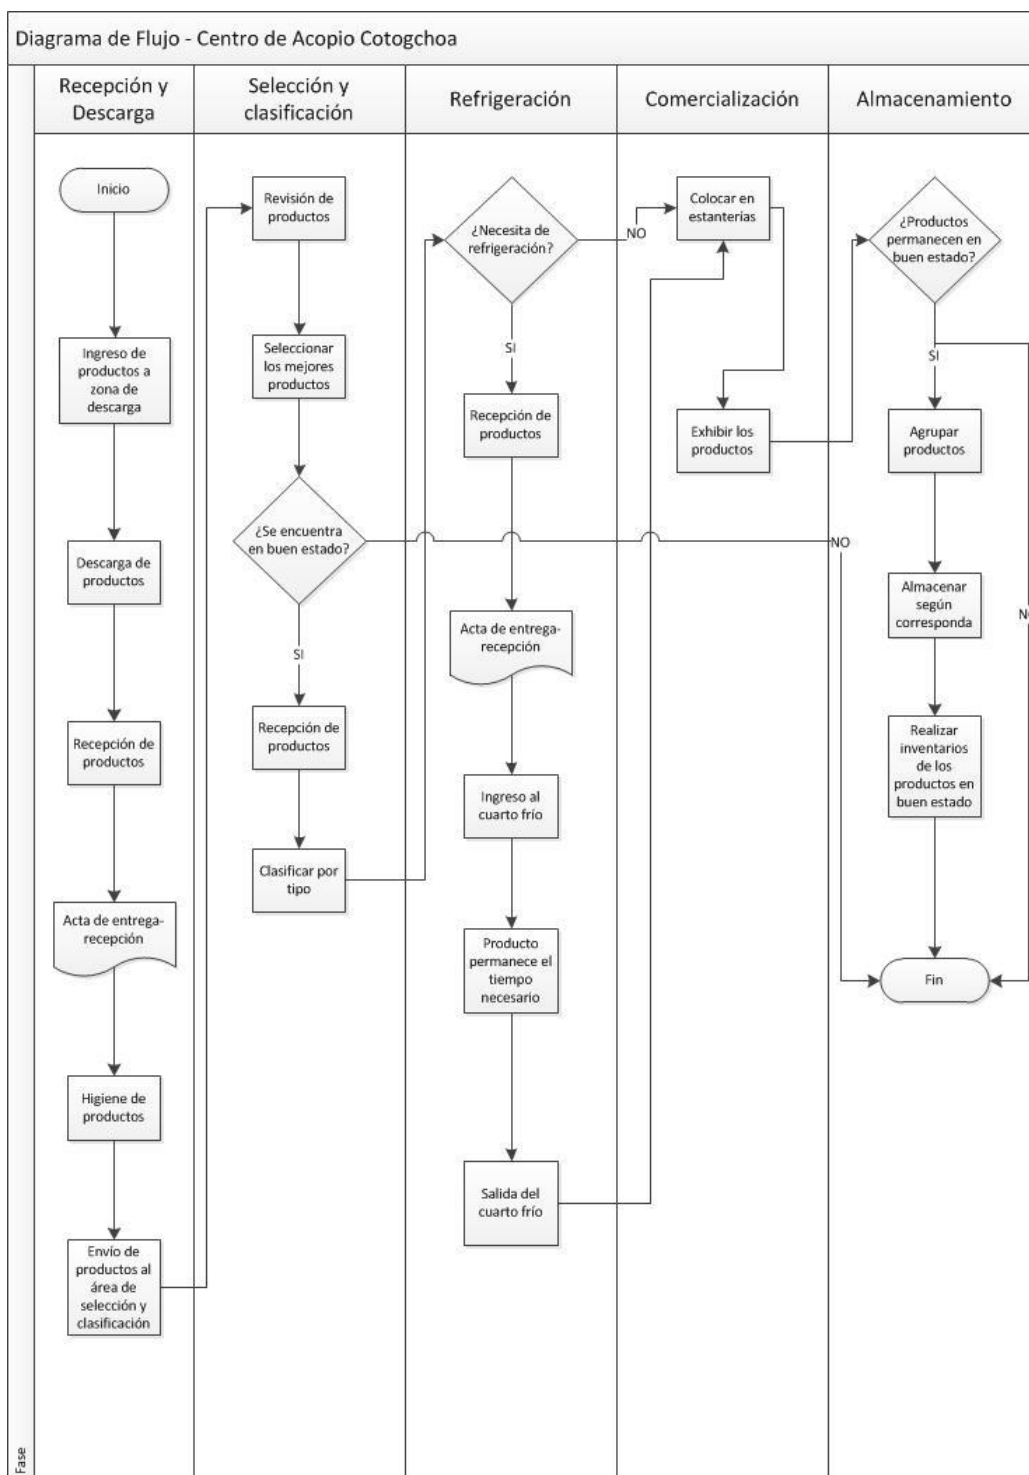 Diagrama de Flujo - Centro de Acopio Cotogchoa
Fase
Recepción y
Descarga
Inicio
Ingreso de
productos a
zona de
descarga
Descarga de
productos
Recepción de
productos
Acta de entrega-
recepción
Higiene de
productos
Envío de
productos al
área de
selección y
clasificación
Selección y
clasificación
Revisión de
productos
Seleccionar
los mejores
productos
¿Se encuentra
en buen estado?
NO
SI
Recepción de
productos
Clasificar por
tipo
Refrigeración
¿Necesita de
refrigeración?
NO
SI
Recepción de
productos
Acta de entrega-
recepción
Ingreso al
cuarto frío
Producto
permanece el
tiempo
necesario
Salida del
cuarto frío
Comercialización
Colocar en
estanterías
Exhibir los
productos
Almacenamiento
¿Productos
permanecen en
buen estado?
SI
Agrupar
productos
Almacenar
según
corresponda
Realizar
inventarios
de los
productos en
buen estado
Fin